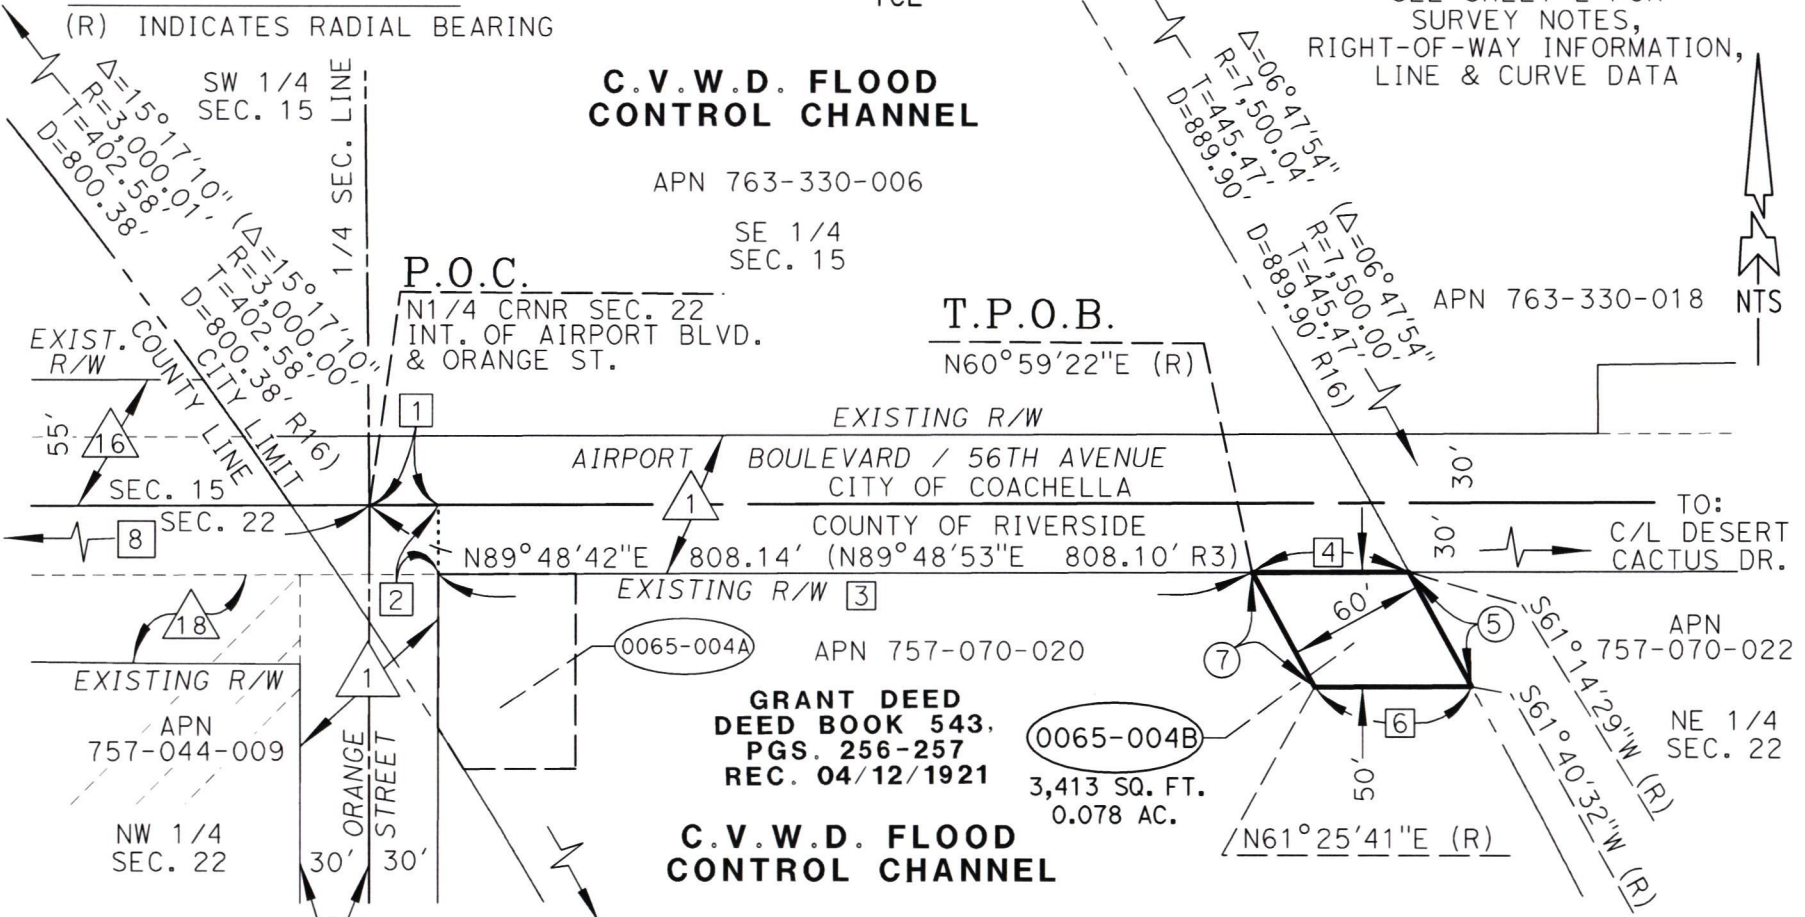 (R) INDICATES RADIAL BEARING
SURVEY NOTES,
RIGHT-OF-WAY INFORMATION,
LINE & CURVE DATA
SW 1/4
SEC. 15
1/4 SEC. LINE
C.V.W.D. FLOOD
CONTROL CHANNEL
APN 763-330-006
SE 1/4
SEC. 15
Δ=15°17'10"
R=3,000.01'
T=402.58'
D=800.38'
(Δ=15°17'10"
R=3,000.00'
T=402.58'
D=800.38' R16)
Δ=06°47'54"
R=7,500.04'
T=445.47'
D=889.90'
(Δ=06°47'54"
R=7,500.00'
T=445.47'
D=889.90' R16)
APN 763-330-018
NTS
P.O.C.
N1/4 CRNR SEC. 22
INT. OF AIRPORT BLVD.
& ORANGE ST.
T.P.O.B.
N60°59'22"E (R)
EXIST.
R/W
COUNTY LINE
CITY LIMIT
55'
16
1
EXISTING R/W
AIRPORT BOULEVARD / 56TH AVENUE
CITY OF COACHELLA
1
30'
SEC. 15
SEC. 22
8
COUNTY OF RIVERSIDE
N89°48'42"E 808.14' (N89°48'53"E 808.10' R3)
4
30'
TO:
C/L DESERT
CACTUS DR.
2
EXISTING R/W 3
18
60'
5
7
0065-004A
APN 757-070-020
APN
757-070-022
1
EXISTING R/W
APN
757-044-009
GRANT DEED
DEED BOOK 543,
PGS. 256-257
REC. 04/12/1921
0065-004B
3,413 SQ. FT.
0.078 AC.
6
50'
S61°14'29"W (R)
S61°40'32"W (R)
NE 1/4
SEC. 22
ORANGE
STREET
NW 1/4
SEC. 22
30'
30'
C.V.W.D. FLOOD
CONTROL CHANNEL
N61°25'41"E (R)